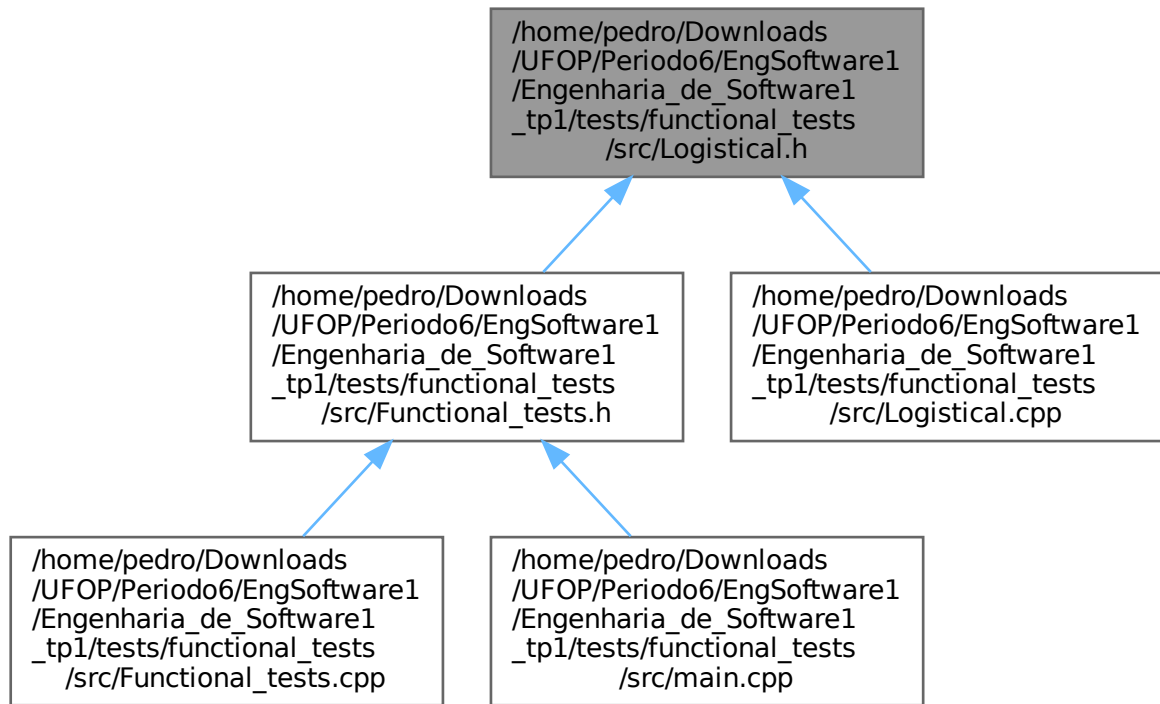 /home/pedro/Downloads
/UFOP/Periodo6/EngSoftware1
/Engenharia_de_Software1
_tp1/tests/functional_tests
/src/Logistical.h
/home/pedro/Downloads
/UFOP/Periodo6/EngSoftware1
/Engenharia_de_Software1
_tp1/tests/functional_tests
/src/Functional_tests.h
/home/pedro/Downloads
/UFOP/Periodo6/EngSoftware1
/Engenharia_de_Software1
_tp1/tests/functional_tests
/src/Logistical.cpp
/home/pedro/Downloads
/UFOP/Periodo6/EngSoftware1
/Engenharia_de_Software1
_tp1/tests/functional_tests
/src/Functional_tests.cpp
/home/pedro/Downloads
/UFOP/Periodo6/EngSoftware1
/Engenharia_de_Software1
_tp1/tests/functional_tests
/src/main.cpp